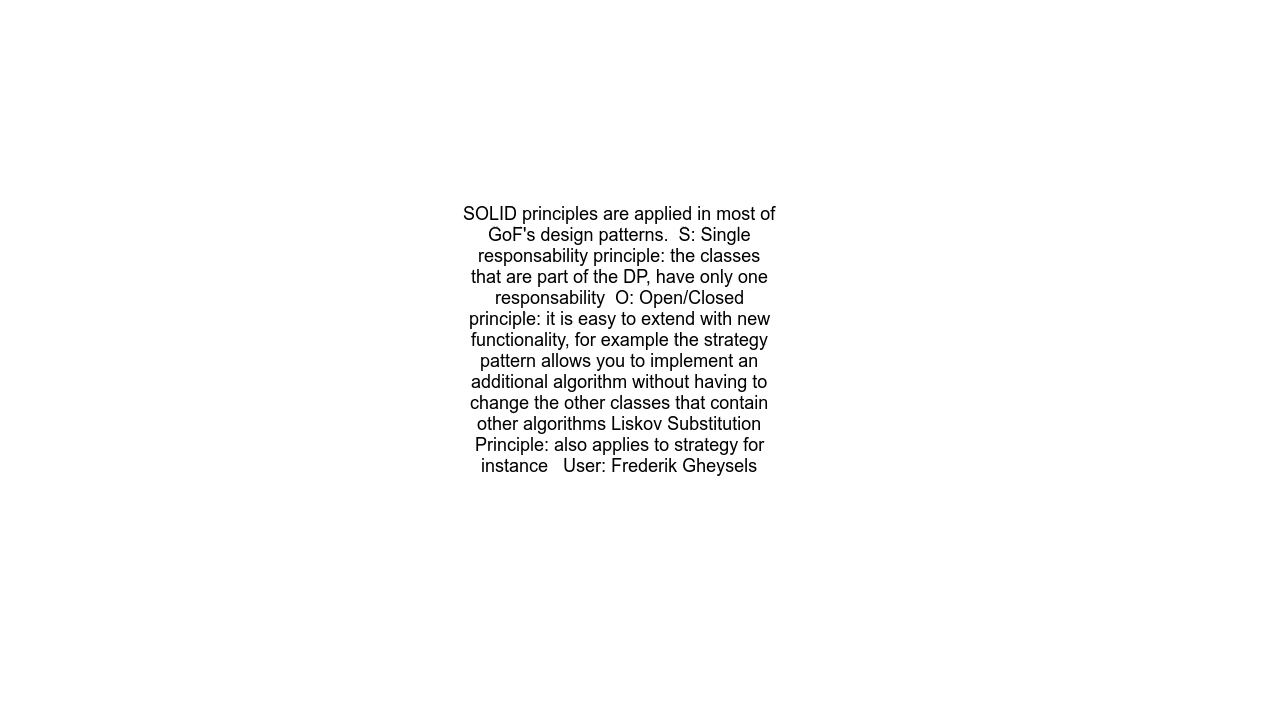 SOLID principles are applied in most of
GoF's design patterns.  S: Single
responsability principle: the classes
that are part of the DP, have only one
responsability  O: Open/Closed
principle: it is easy to extend with new
functionality, for example the strategy
pattern allows you to implement an
additional algorithm without having to
change the other classes that contain
other algorithms Liskov Substitution
Principle: also applies to strategy for
instance   User: Frederik Gheysels